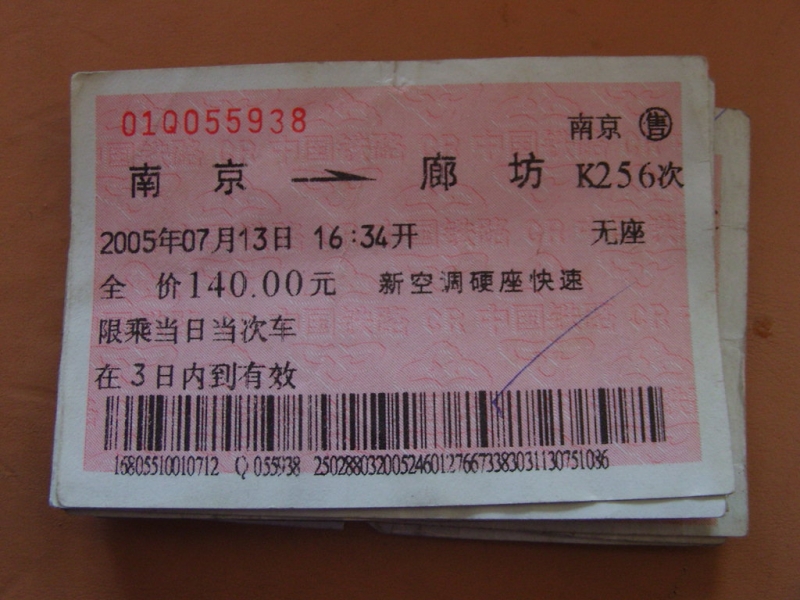 01Q055938
南京 售
南京 → 廊坊 K256次
2005年07月13日 16:34开 无座
全 价140.00元 新空调硬座快速
限乘当日当次车
在3日内到有效
16805510010712 Q 055938